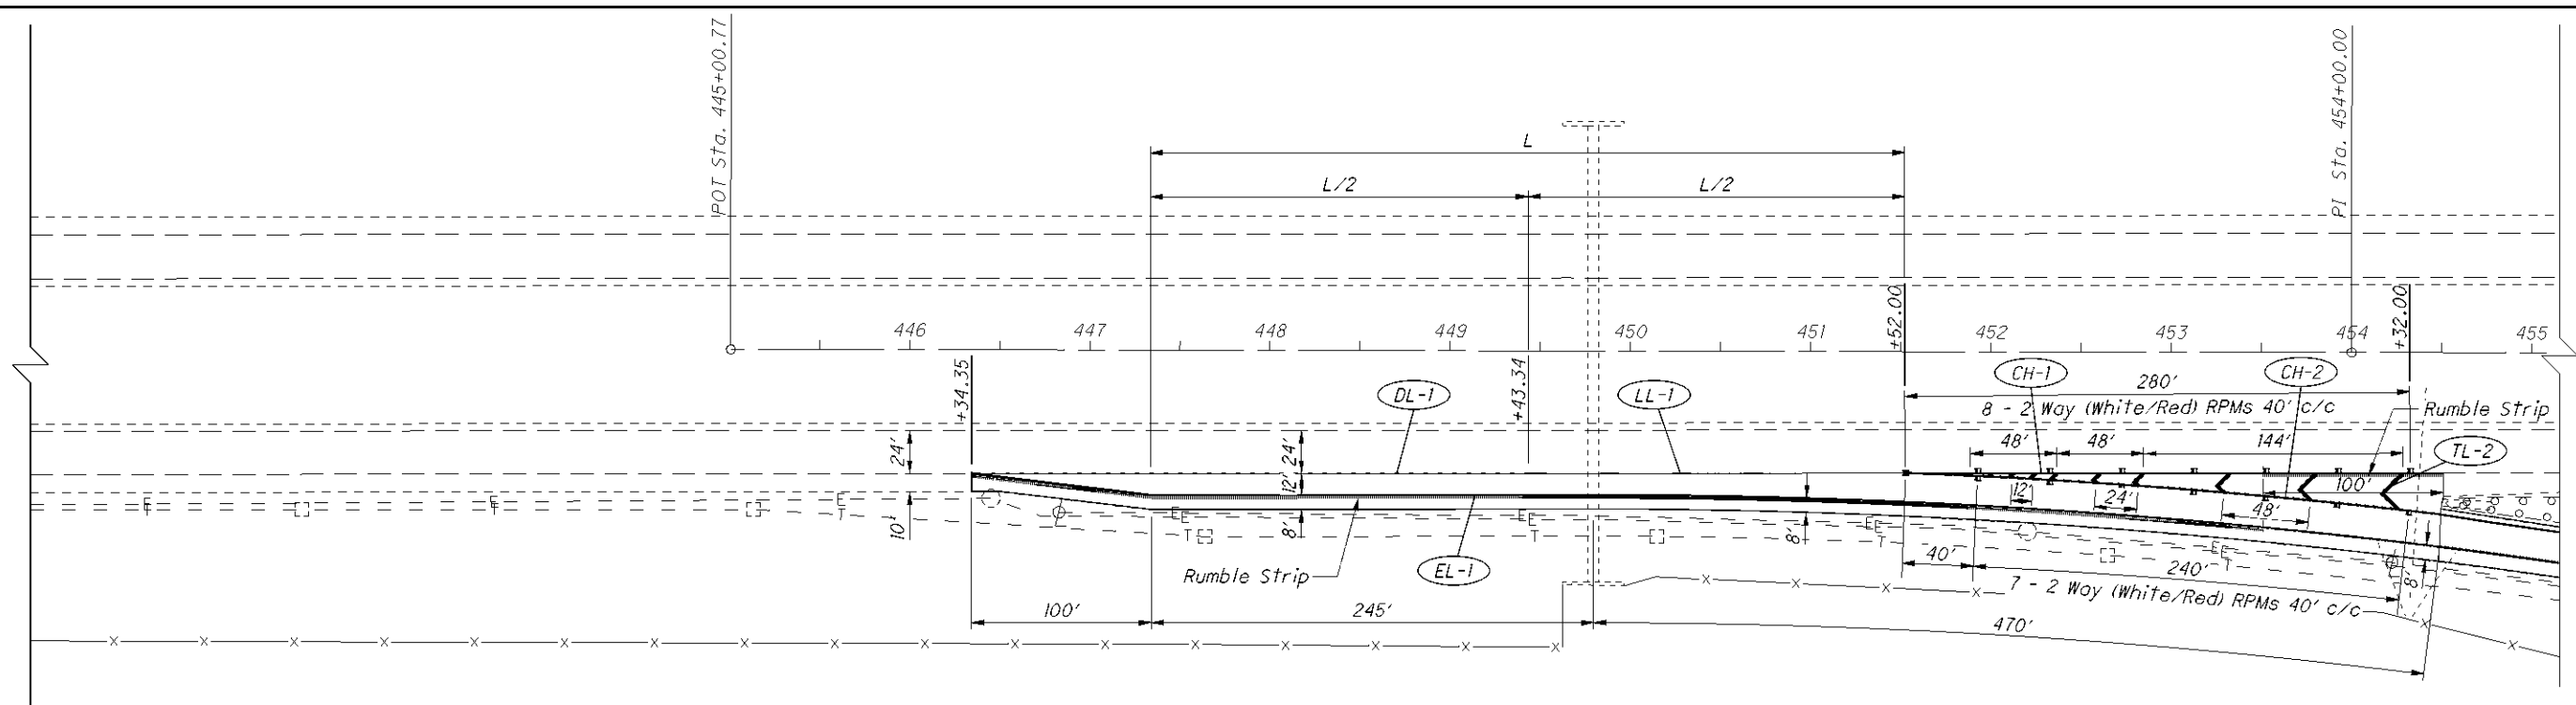 POT Sta. 445+00.77
PI Sta. 454+00.00
L
L/2
L/2
446
447
448
449
450
451
452
453
454
455
+34.35
+43.34
+52.00
+32.00
DL-1
LL-1
CH-1
CH-2
280'
8 - 2 Way (White/Red) RPMs 40' c/c
Rumble Strip
24'
24'
48'
48'
144'
TL-2
12'
12'
24'
48'
100'
10'
8'
8'
8'
E
T
E
T
E
T
E
T
E
E
T
E
E
T
E
E
T
E
E
T
Rumble Strip
EL-1
40'
240'
7 - 2 Way (White/Red) RPMs 40' c/c
100'
245'
470'
X X X X X X X X X X X X X X X X X
X X X X
X X